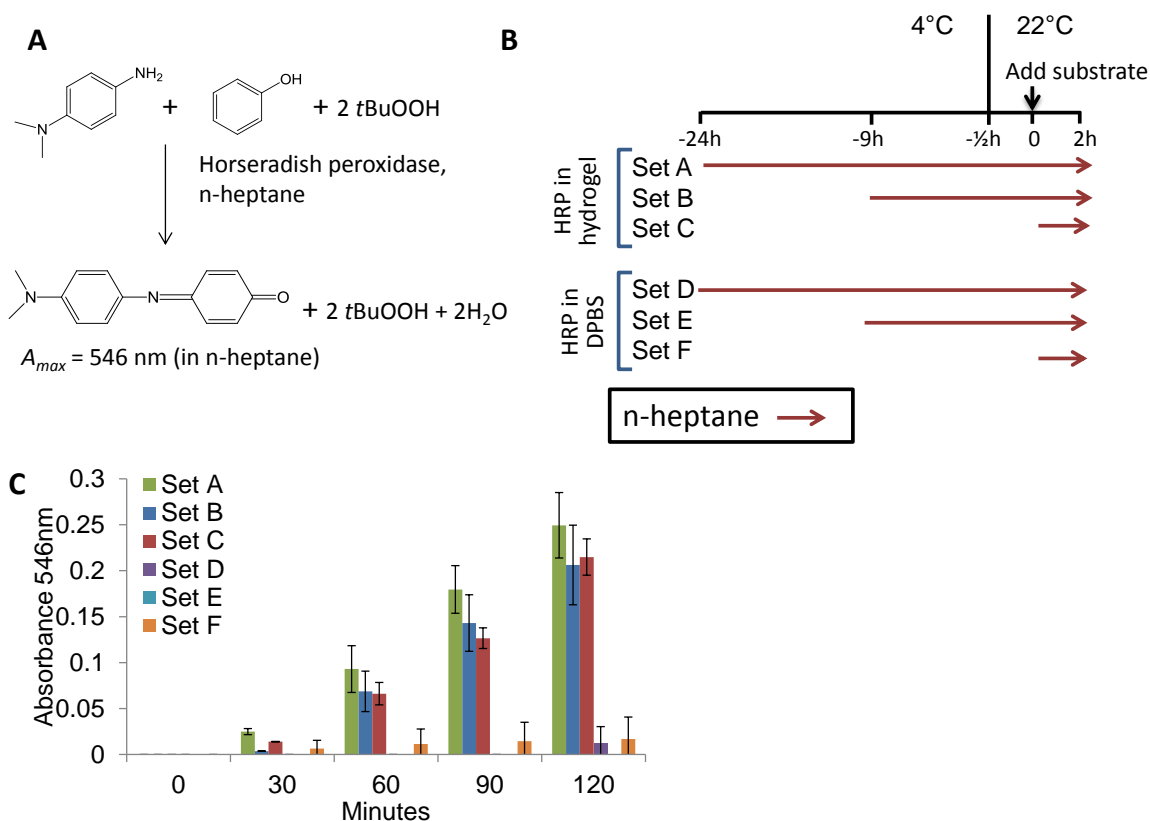 A
NH₂
N
+
OH
+ 2 tBuOOH
Horseradish peroxidase,
n-heptane
N
N
O
+ 2 tBuOOH + 2H₂O
Amax = 546 nm (in n-heptane)
B
4°C
22°C
Add substrate
-24h
-9h
-½h
0
2h
HRP in
hydrogel
Set A
Set B
Set C
HRP in
DPBS
Set D
Set E
Set F
n-heptane
C
Set A
Set B
Set C
Set D
Set E
Set F
Absorbance 546nm
0.3
0.25
0.2
0.15
0.1
0.05
0
0
30
60
90
120
Minutes